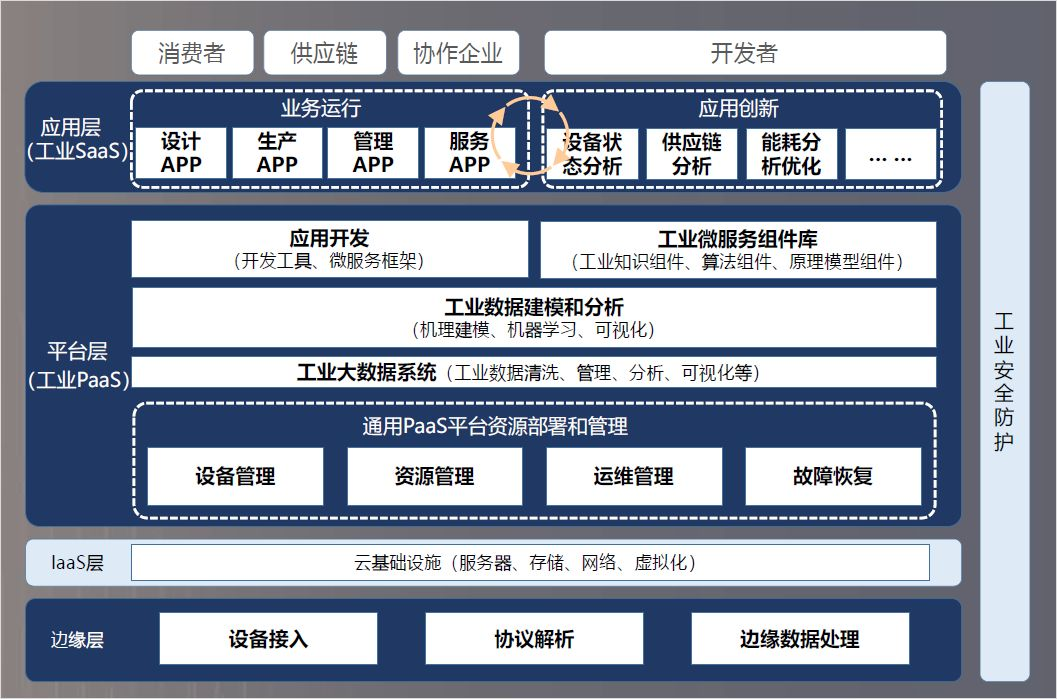 消费者
供应链
协作企业
开发者
应用层
(工业SaaS)
业务运行
设计
APP
生产
APP
管理
APP
服务
APP
应用创新
设备状
态分析
供应链
分析
能耗分
析优化
... ...
平台层
(工业PaaS)
应用开发
（开发工具、微服务框架）
工业微服务组件库
（工业知识组件、算法组件、原理模型组件）
工业数据建模和分析
（机理建模、机器学习、可视化）
工业大数据系统（工业数据清洗、管理、分析、可视化等）
通用PaaS平台资源部署和管理
设备管理
资源管理
运维管理
故障恢复
IaaS层
云基础设施（服务器、存储、网络、虚拟化）
边缘层
设备接入
协议解析
边缘数据处理
工业安全防护